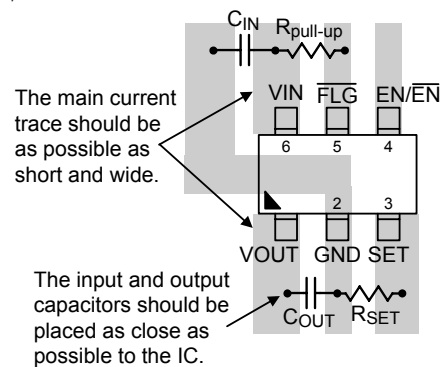 CIN Rpull-up
VIN FLG EN/EN
The main current
trace should be
as possible as
short and wide.
6 5 4
2 3
VOUT GND SET
The input and output
capacitors should be
placed as close as
possible to the IC.
COUT RSET